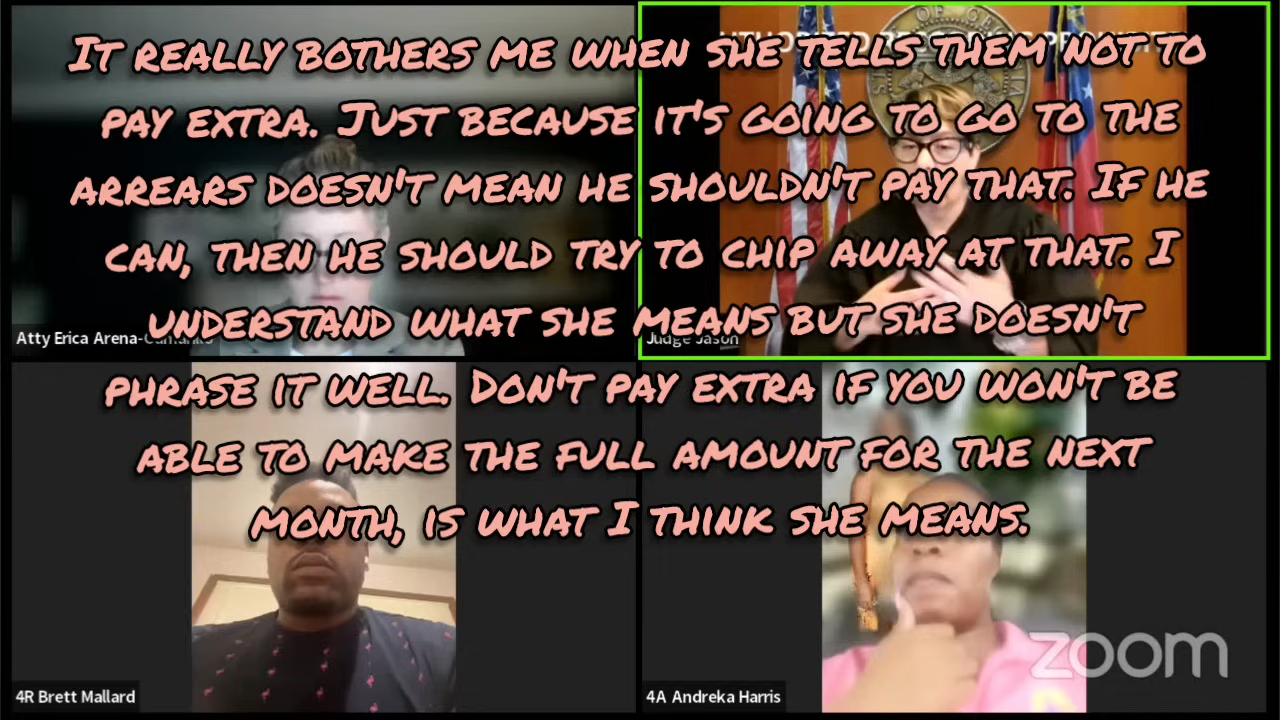 It really bothers me when she tells them not to
pay extra. Just because it's going to go to the
arrears doesn't mean he shouldn't pay that. If he
can, then he should try to chip away at that. I
understand what she means but she doesn't
phrase it well. Don't pay extra if you won't be
able to make the full amount for the next
month, is what I think she means.
Atty Erica Arena-
Judge Jason
4R Brett Mallard
4A Andreka Harris
zoom